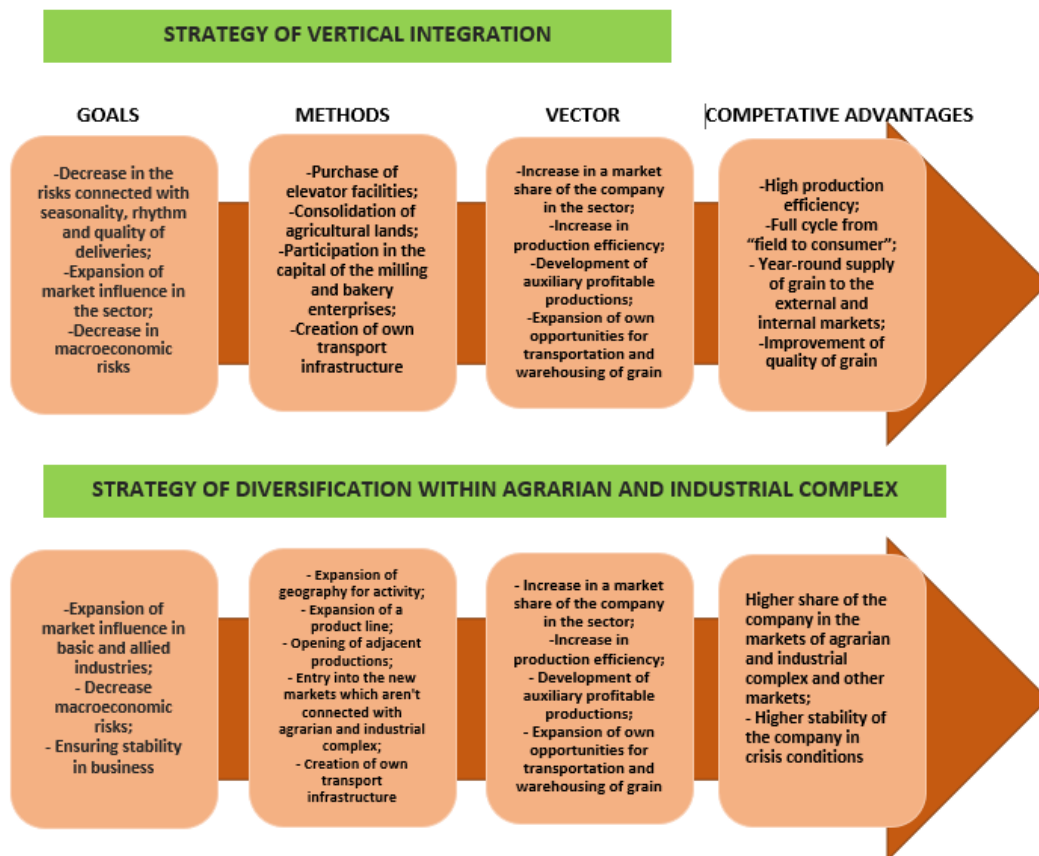 STRATEGY OF VERTICAL INTEGRATION
GOALS
METHODS
VECTOR
COMPETATIVE ADVANTAGES
-Decrease in the
risks connected with
seasonality, rhythm
and quality of
deliveries;
-Expansion of
market influence in
the sector;
-Decrease in
macroeconomic
risks
-Purchase of
elevator facilities;
-Consolidation of
agricultural lands;
-Participation in the
capital of the milling
and bakery
enterprises;
-Creation of own
transport
infrastructure
-Increase in a market
share of the company
in the sector;
-Increase in
production efficiency;
-Development of
auxiliary profitable
productions;
-Expansion of own
opportunities for
transportation and
warehousing of grain
-High production
efficiency;
-Full cycle from
“field to consumer”;
- Year-round supply
of grain to the
external and
internal markets;
-Improvement of
quality of grain
STRATEGY OF DIVERSIFICATION WITHIN AGRARIAN AND INDUSTRIAL COMPLEX
-Expansion of
market influence in
basic and allied
industries;
- Decrease
macroeconomic
risks;
- Ensuring stability
in business
- Expansion of
geography for activity;
- Expansion of a
product line;
- Opening of adjacent
productions;
- Entry into the new
markets which aren't
connected with
agrarian and industrial
complex;
- Creation of own
transport
infrastructure
- Increase in a market
share of the company
in the sector;
-Increase in
production efficiency;
- Development of
auxiliary profitable
productions;
- Expansion of own
opportunities for
transportation and
warehousing of grain
Higher share of the
company in the
markets of agrarian
and industrial
complex and other
markets;
- Higher stability of
the company in
crisis conditions